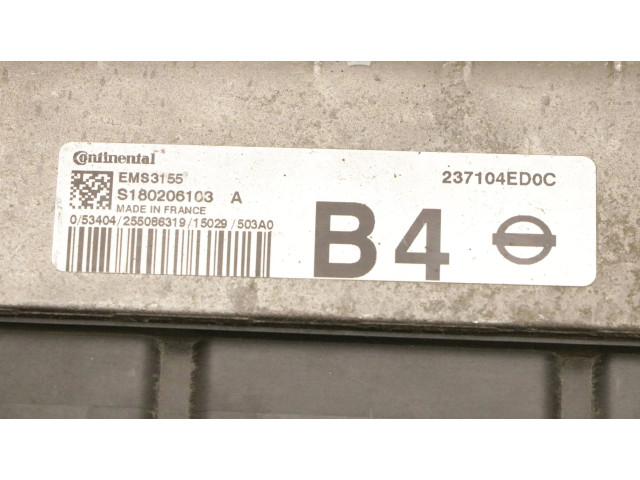 Continental
EMS3155
237104ED0C
S180206103 A
MADE IN FRANCE
0/53404/255086319/15029/503A0
B4